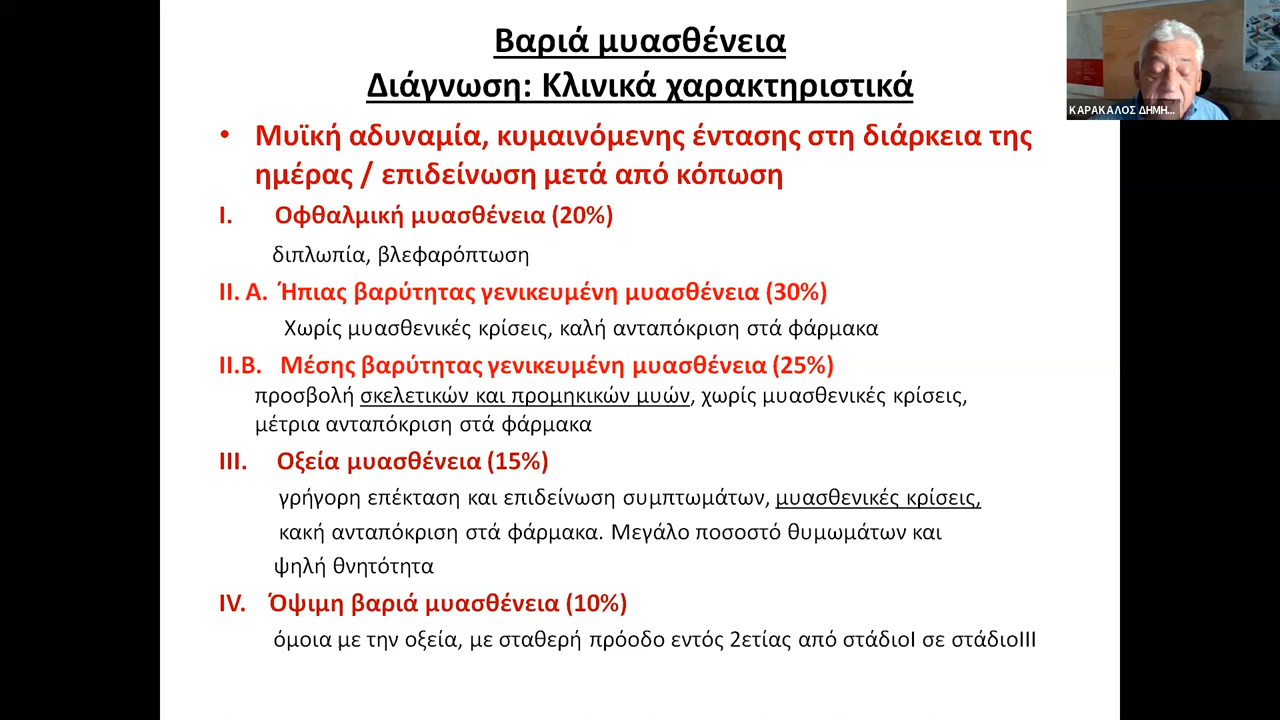 Βαριά μυασθένεια
Διάγνωση: Κλινικά χαρακτηριστικά
ΚΑΡΑΚΑΛΟΣ ΔΗΜΗ...
• Μυϊκή αδυναμία, κυμαινόμενης έντασης στη διάρκεια της
ημέρας / επιδείνωση μετά από κόπωση
I. Οφθαλμική μυασθένεια (20%)
διπλωπία, βλεφαρόπτωση
II. A. Ήπιας βαρύτητας γενικευμένη μυασθένεια (30%)
Χωρίς μυασθενικές κρίσεις, καλή ανταπόκριση στά φάρμακα
II.B. Μέσης βαρύτητας γενικευμένη μυασθένεια (25%)
προσβολή σκελετικών και προμηκικών μυών, χωρίς μυασθενικές κρίσεις,
μέτρια ανταπόκριση στά φάρμακα
III. Οξεία μυασθένεια (15%)
γρήγορη επέκταση και επιδείνωση συμπτωμάτων, μυασθενικές κρίσεις,
κακή ανταπόκριση στά φάρμακα. Μεγάλο ποσοστό θυμωμάτων και
ψηλή θνητότητα
IV. Όψιμη βαριά μυασθένεια (10%)
όμοια με την οξεία, με σταθερή πρόοδο εντός 2ετίας από στάδιοI σε στάδιοIII